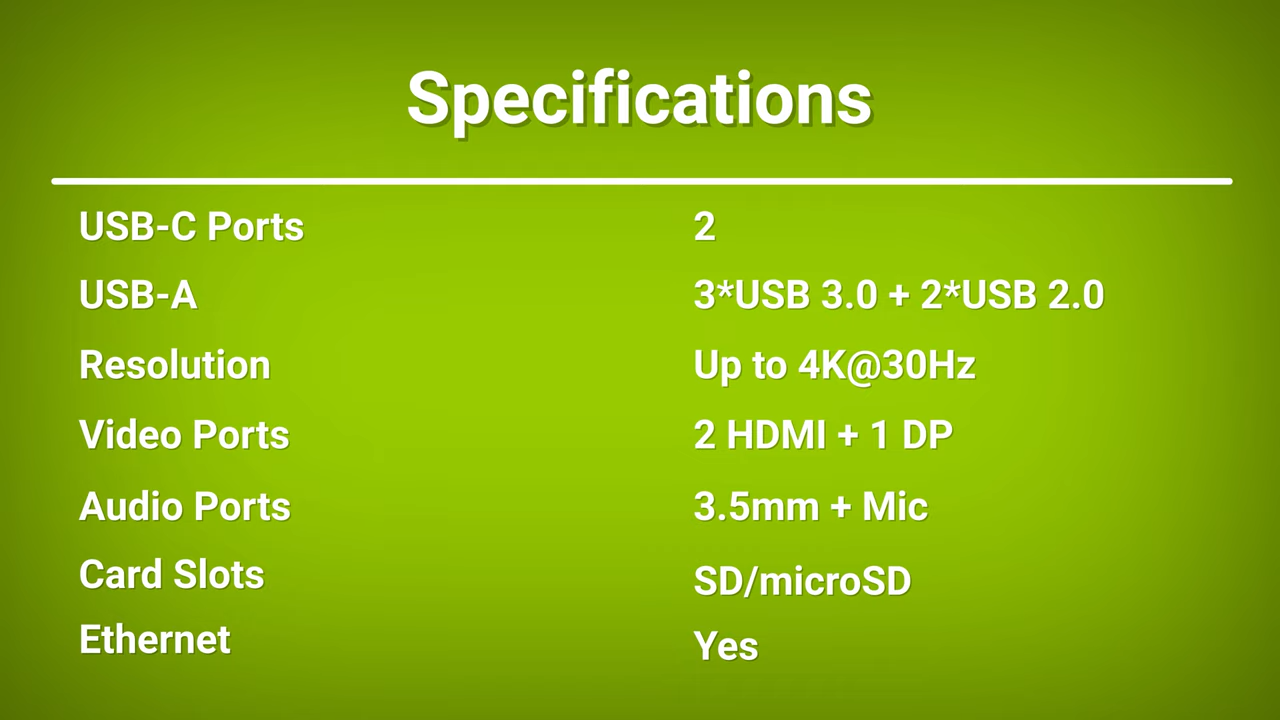 Specifications
USB-C Ports 2
USB-A 3*USB 3.0 + 2*USB 2.0
Resolution Up to 4K@30Hz
Video Ports 2 HDMI + 1 DP
Audio Ports 3.5mm + Mic
Card Slots SD/microSD
Ethernet Yes